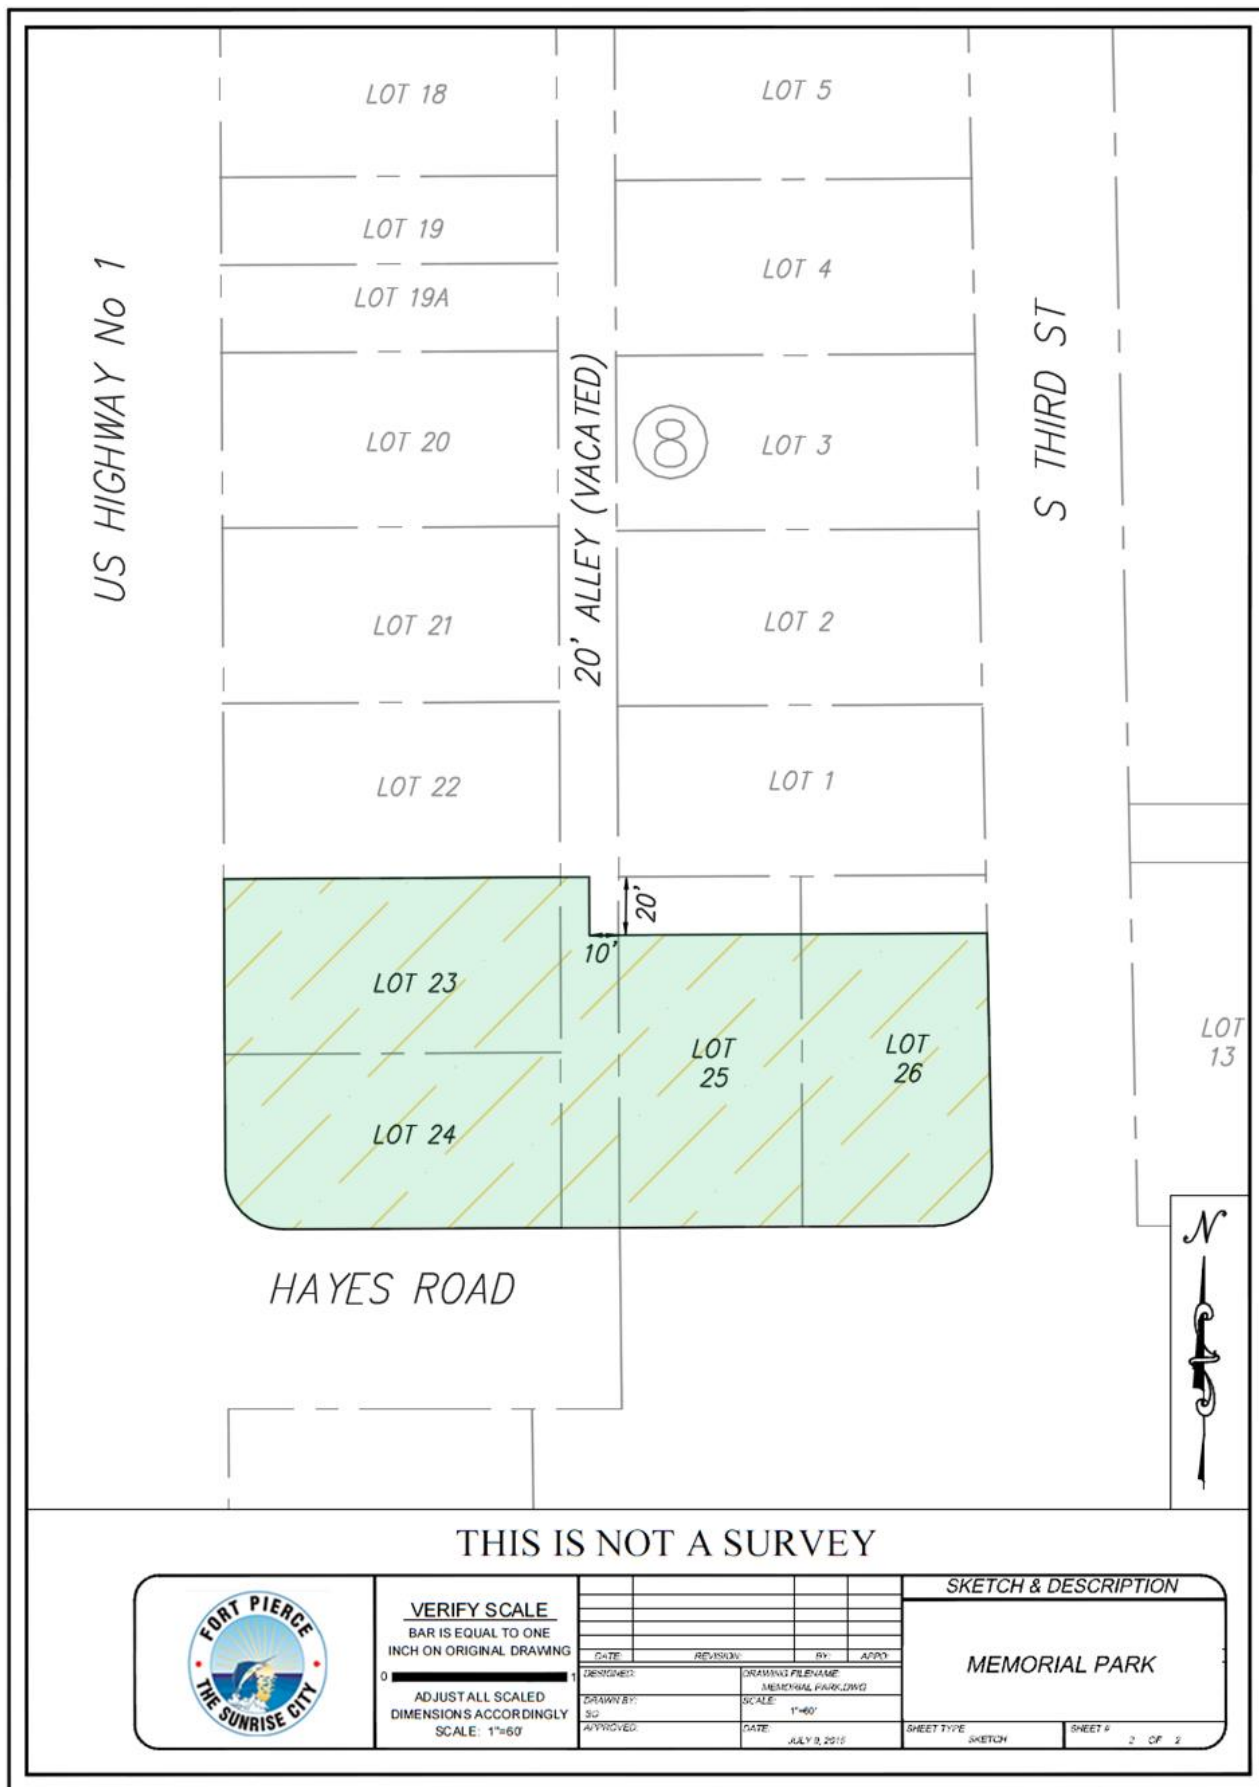 LOT 18
LOT 5
LOT 19
LOT 19A
LOT 4
US HIGHWAY No 1
20' ALLEY (VACATED)
S THIRD ST
LOT 20
8
LOT 3
LOT 21
LOT 2
LOT 22
LOT 1
20'
10'
LOT 23
LOT
25
LOT
26
LOT
13
LOT 24
HAYES ROAD
N
THIS IS NOT A SURVEY
FORT PIERCE
THE SUNRISE CITY
VERIFY SCALE
BAR IS EQUAL TO ONE
INCH ON ORIGINAL DRAWING
0 1
ADJUST ALL SCALED
DIMENSIONS ACCORDINGLY
SCALE: 1"=60'
DATE: REVISION: BY: APPD:
DESIGNED:
DRAWING FILENAME:
MEMORIAL PARK.DWG
DRAWN BY:
SCALE:
1"=60'
APPROVED:
DATE:
SKETCH & DESCRIPTION
MEMORIAL PARK
SHEET TYPE
SKETCH
SHEET #
2 OF 2